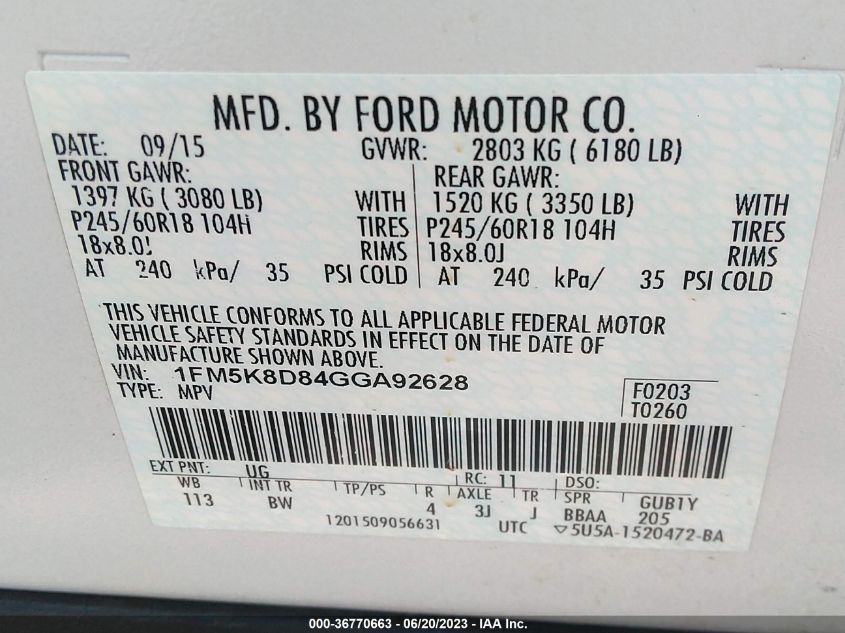 MFD. BY FORD MOTOR CO.
DATE: 09/15 GVWR: 2803 KG ( 6180 LB)
FRONT GAWR: REAR GAWR:
1397 KG ( 3080 LB) WITH 1520 KG ( 3350 LB) WITH
P245/60R18 104H TIRES P245/60R18 104H TIRES
18x8.0J RIMS 18x8.0J RIMS
AT 240 kPa/ 35 PSI COLD AT 240 kPa/ 35 PSI COLD
THIS VEHICLE CONFORMS TO ALL APPLICABLE FEDERAL MOTOR
VEHICLE SAFETY STANDARDS IN EFFECT ON THE DATE OF
MANUFACTURE SHOWN ABOVE.
VIN: 1FM5K8D84GGA92628
TYPE: MPV
F0203
T0260
EXT PNT: UG RC: 11 DSO:
WB INT TR TP/PS R AXLE TR SPR GUB1Y
113 BW 4 3J J BBAA 205
1201509056631 UTC ▽5U5A-1520472-BA
000-36770663 - 06/20/2023 - IAA Inc.